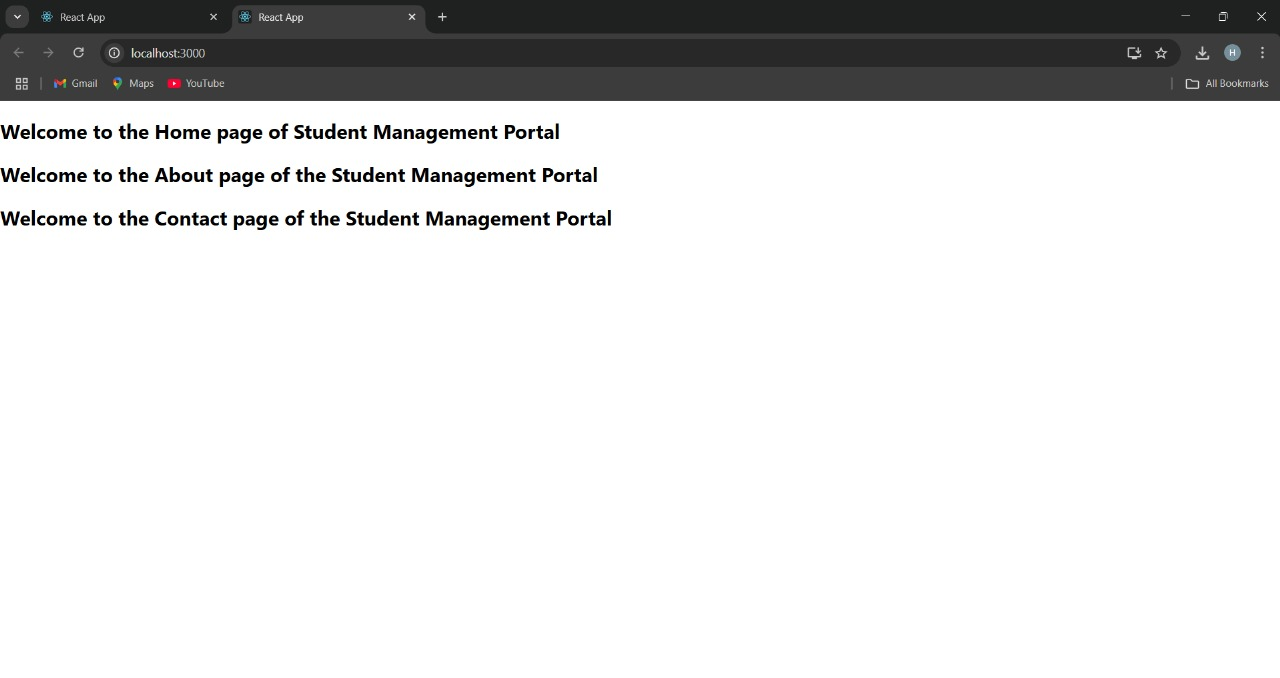 React App
React App
localhost:3000
H
Gmail
Maps
YouTube
All Bookmarks
Welcome to the Home page of Student Management Portal
Welcome to the About page of the Student Management Portal
Welcome to the Contact page of the Student Management Portal